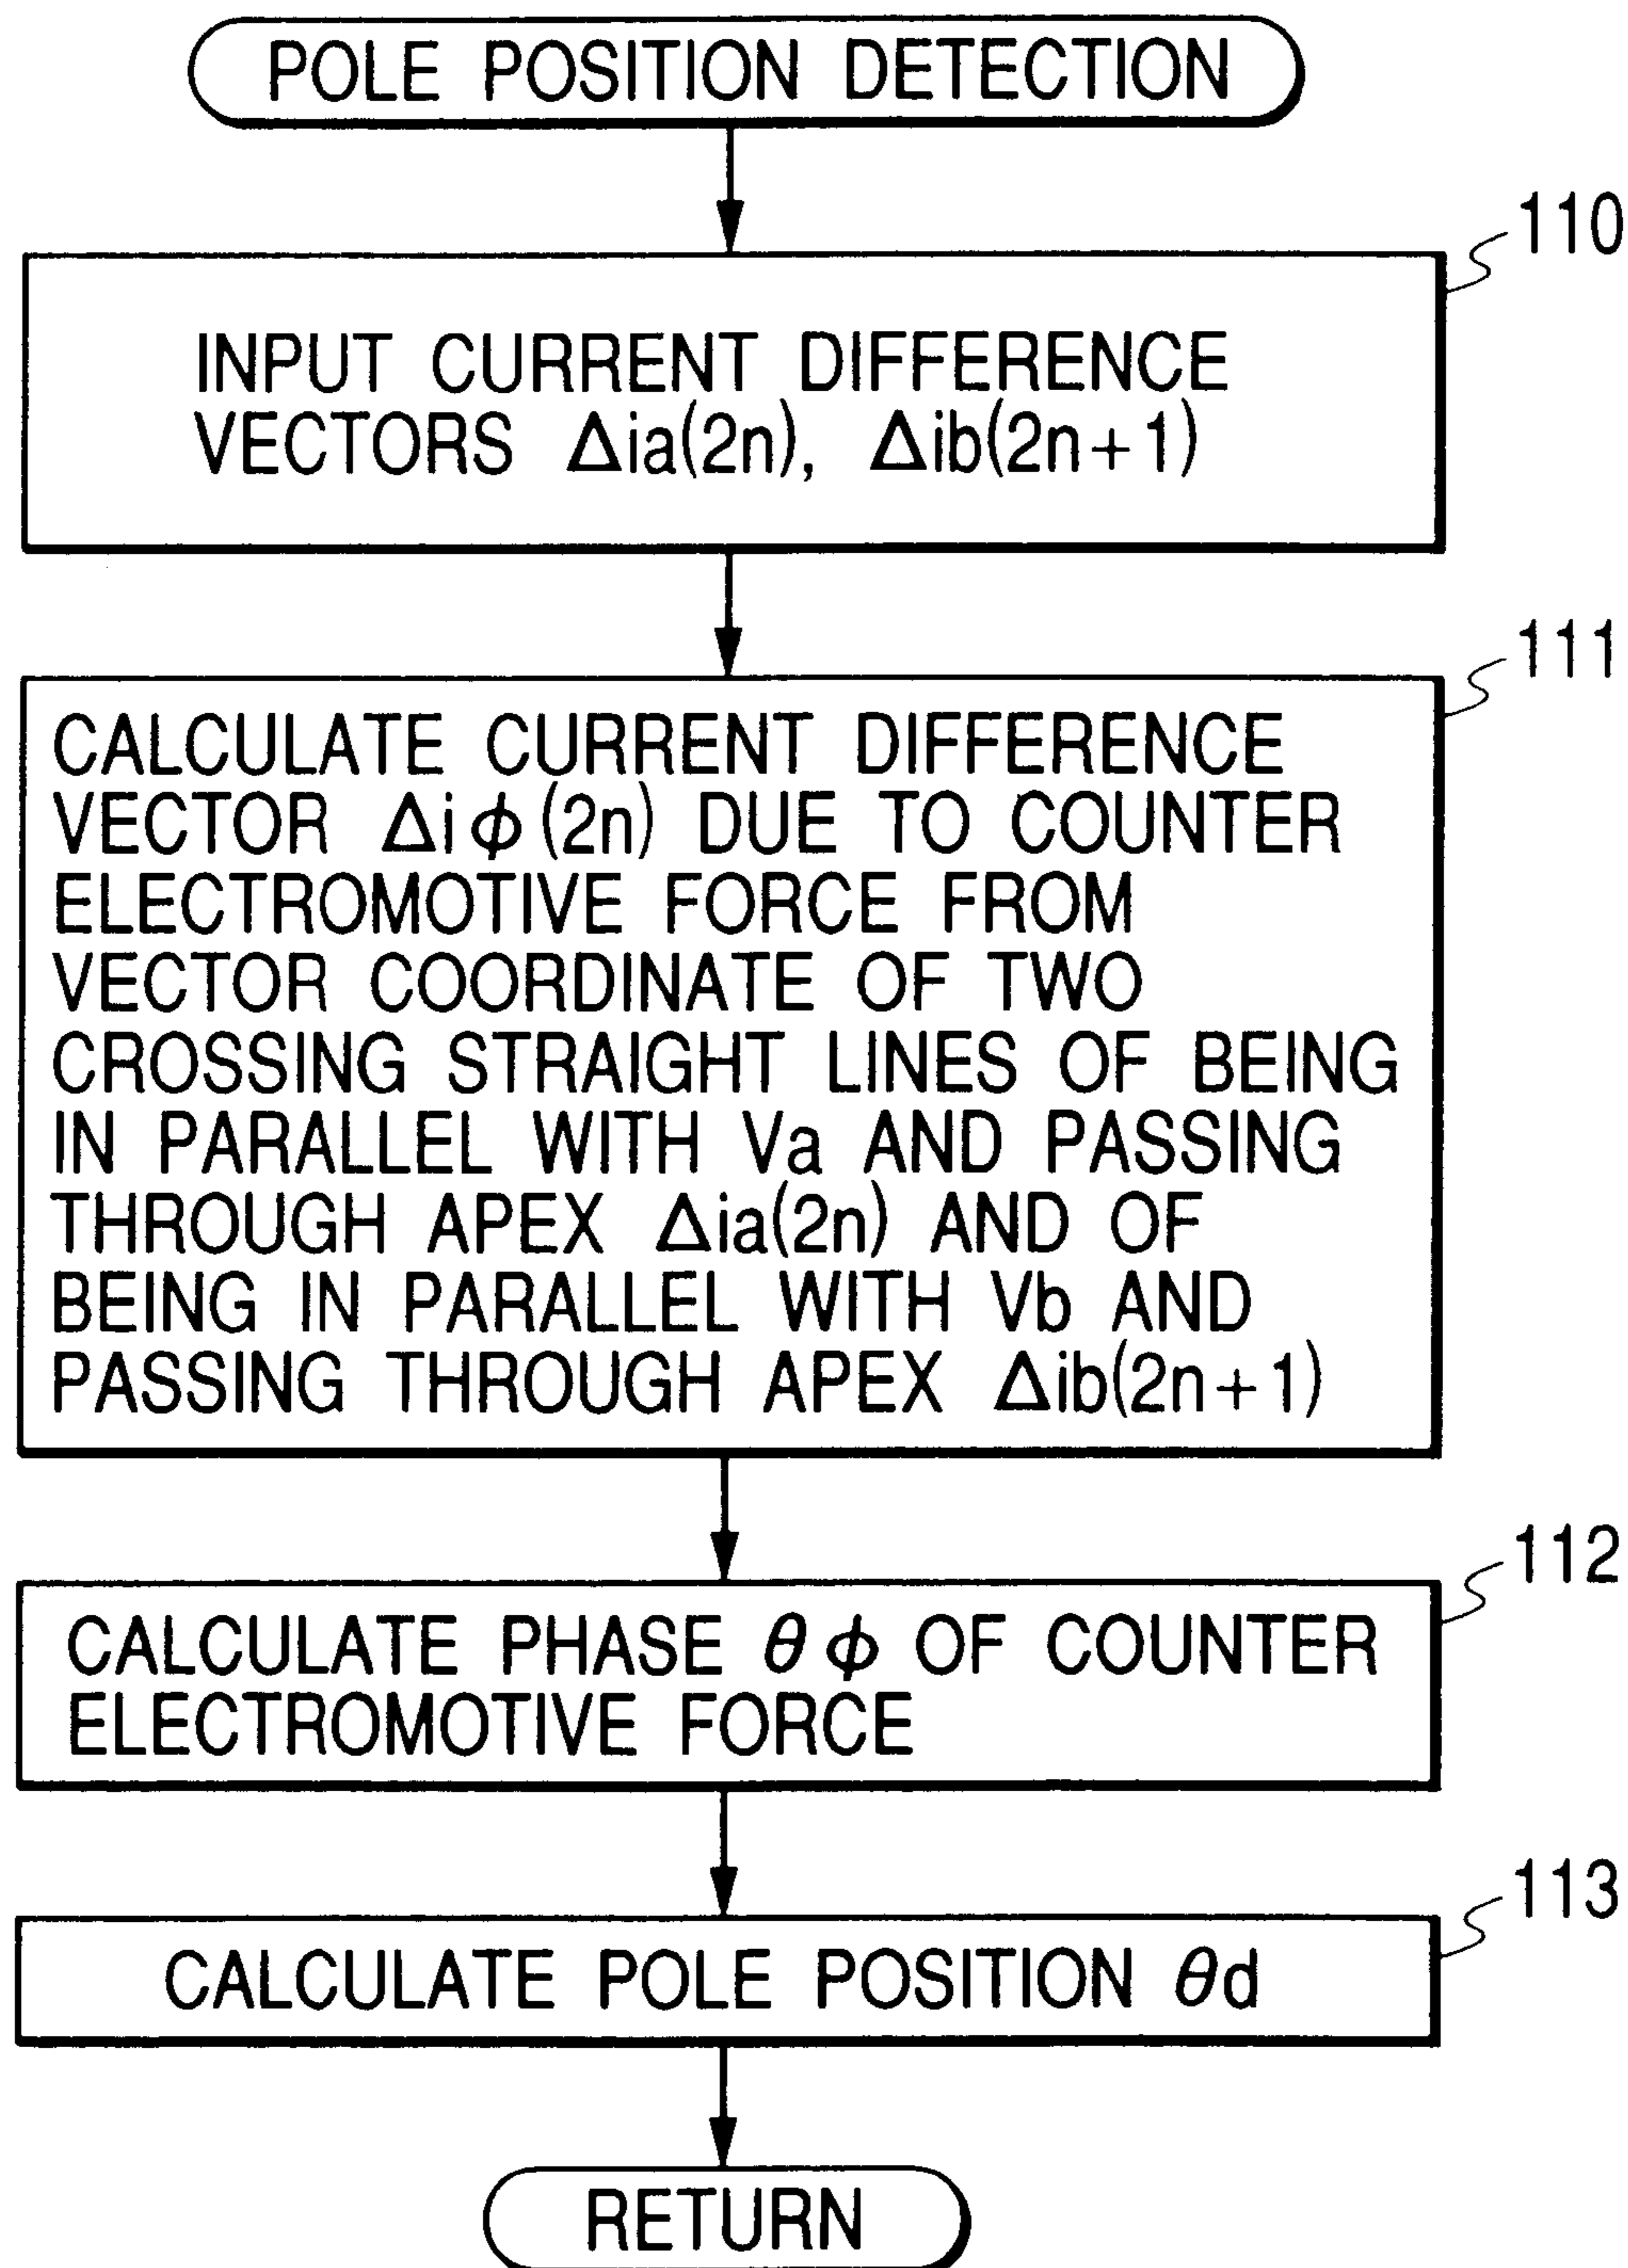 POLE POSITION DETECTION
110
INPUT CURRENT DIFFERENCE
VECTORS Δia(2n), Δib(2n+1)
111
CALCULATE CURRENT DIFFERENCE
VECTOR Δiφ(2n) DUE TO COUNTER
ELECTROMOTIVE FORCE FROM
VECTOR COORDINATE OF TWO
CROSSING STRAIGHT LINES OF BEING
IN PARALLEL WITH Va AND PASSING
THROUGH APEX Δia(2n) AND OF
BEING IN PARALLEL WITH Vb AND
PASSING THROUGH APEX Δib(2n+1)
112
CALCULATE PHASE θφ OF COUNTER
ELECTROMOTIVE FORCE
113
CALCULATE POLE POSITION θd
RETURN